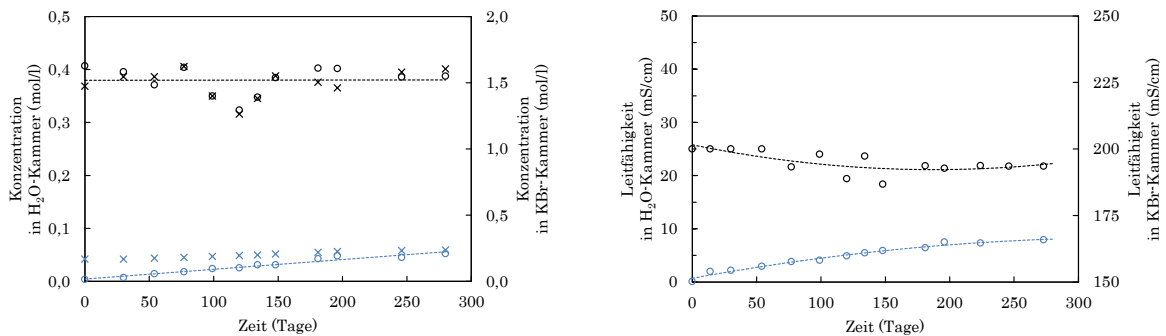 0,5
0,4
0,3
0,2
0,1
0,0
Konzentration
in H₂O-Kammer (mol/l)
2,0
1,5
1,0
0,5
0,0
Konzentration
in KBr-Kammer (mol/l)
0 50 100 150 200 250 300
Zeit (Tage)
50
40
30
20
10
0
Leitfähigkeit
in H₂O-Kammer (mS/cm)
250
225
200
175
150
Leitfähigkeit
in KBr-Kammer (mS/cm)
0 50 100 150 200 250 300
Zeit (Tage)